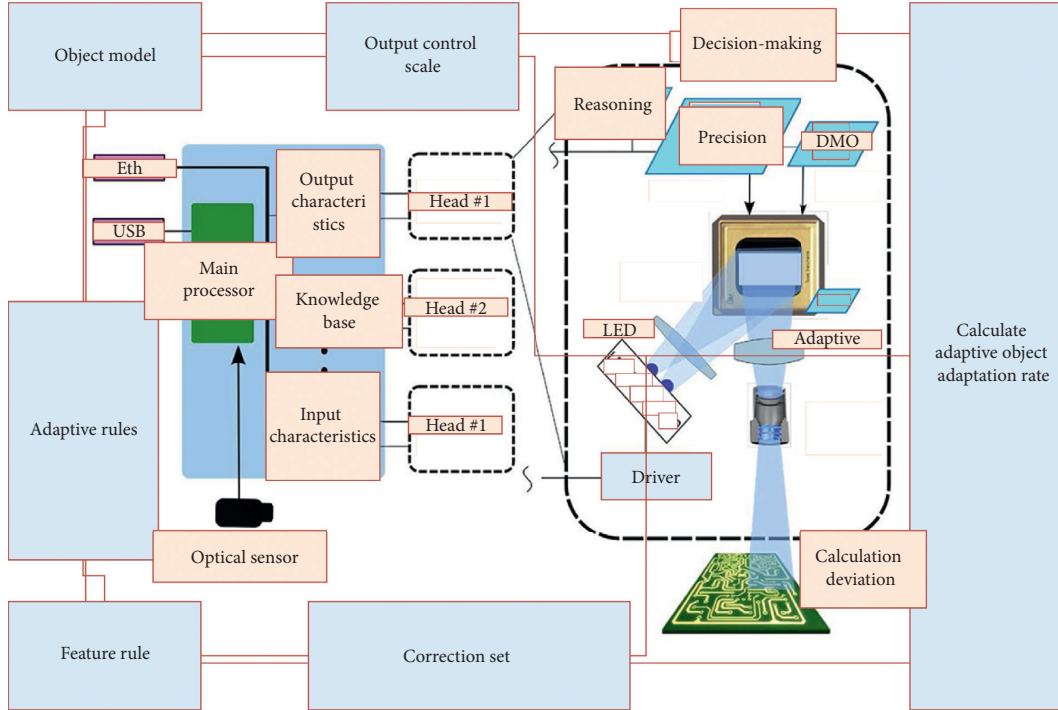 Object model
Output control
scale
Decision-making
Reasoning
Precision
DMO
Eth
USB
Output
characteri
stics
Head #1
Main
processor
Knowledge
base
Head #2
LED
Adaptive
Calculate
adaptive object
adaptation rate
Adaptive rules
Input
characteristics
Head #1
Driver
Optical sensor
Calculation
deviation
Feature rule
Correction set